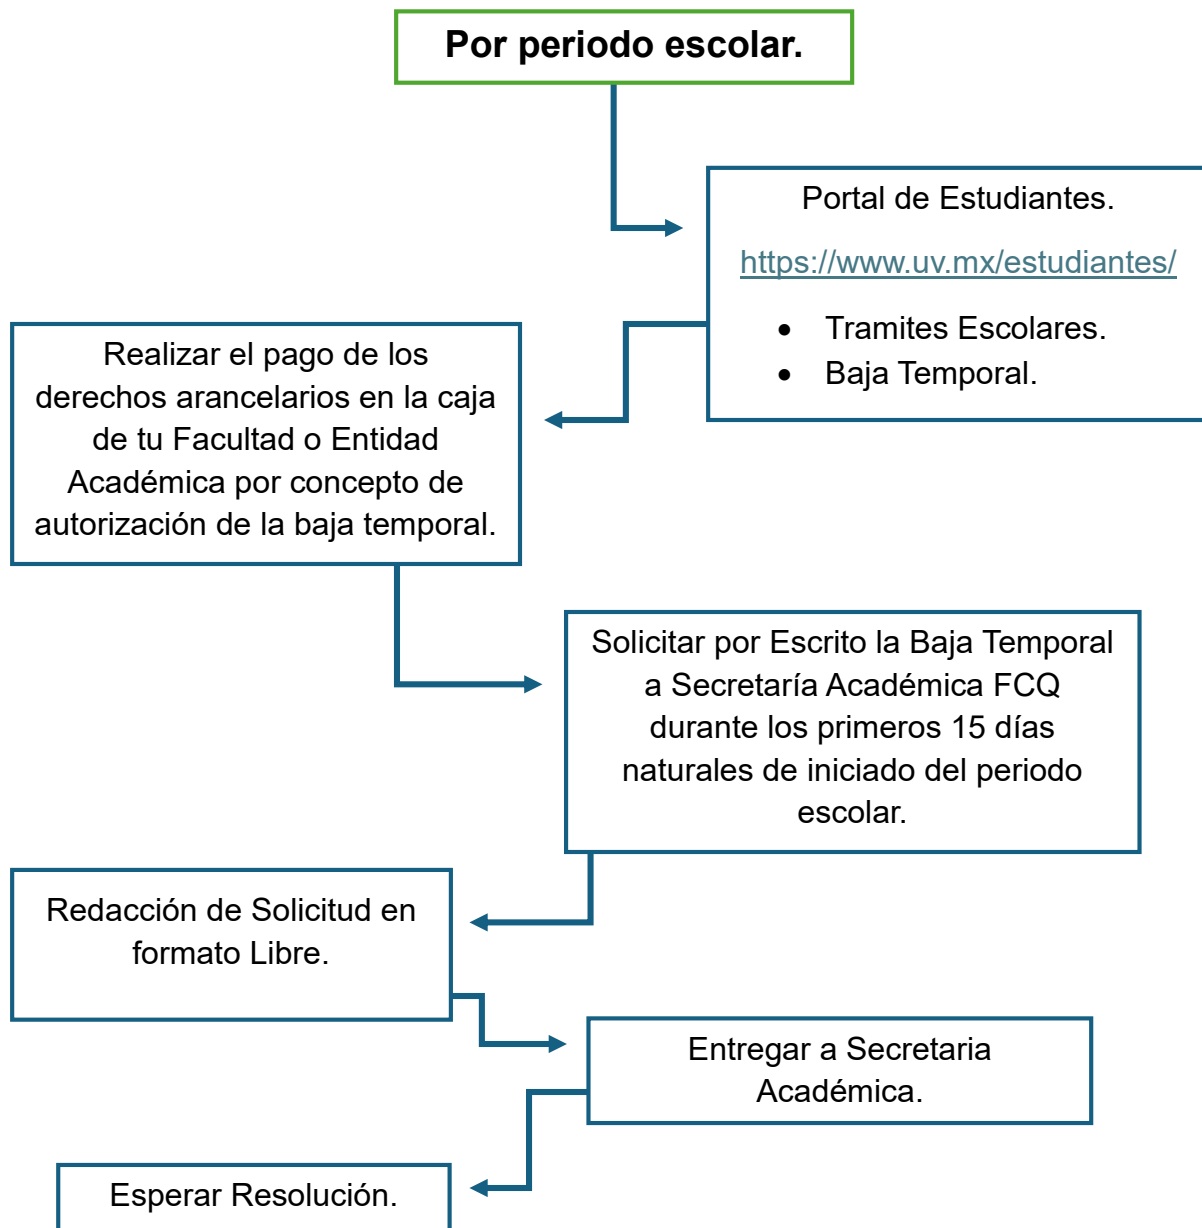 Por periodo escolar.
Portal de Estudiantes.
https://www.uv.mx/estudiantes/
• Tramites Escolares.
• Baja Temporal.
Realizar el pago de los
derechos arancelarios en la caja
de tu Facultad o Entidad
Académica por concepto de
autorización de la baja temporal.
Solicitar por Escrito la Baja Temporal
a Secretaría Académica FCQ
durante los primeros 15 días
naturales de iniciado del periodo
escolar.
Redacción de Solicitud en
formato Libre.
Entregar a Secretaria
Académica.
Esperar Resolución.